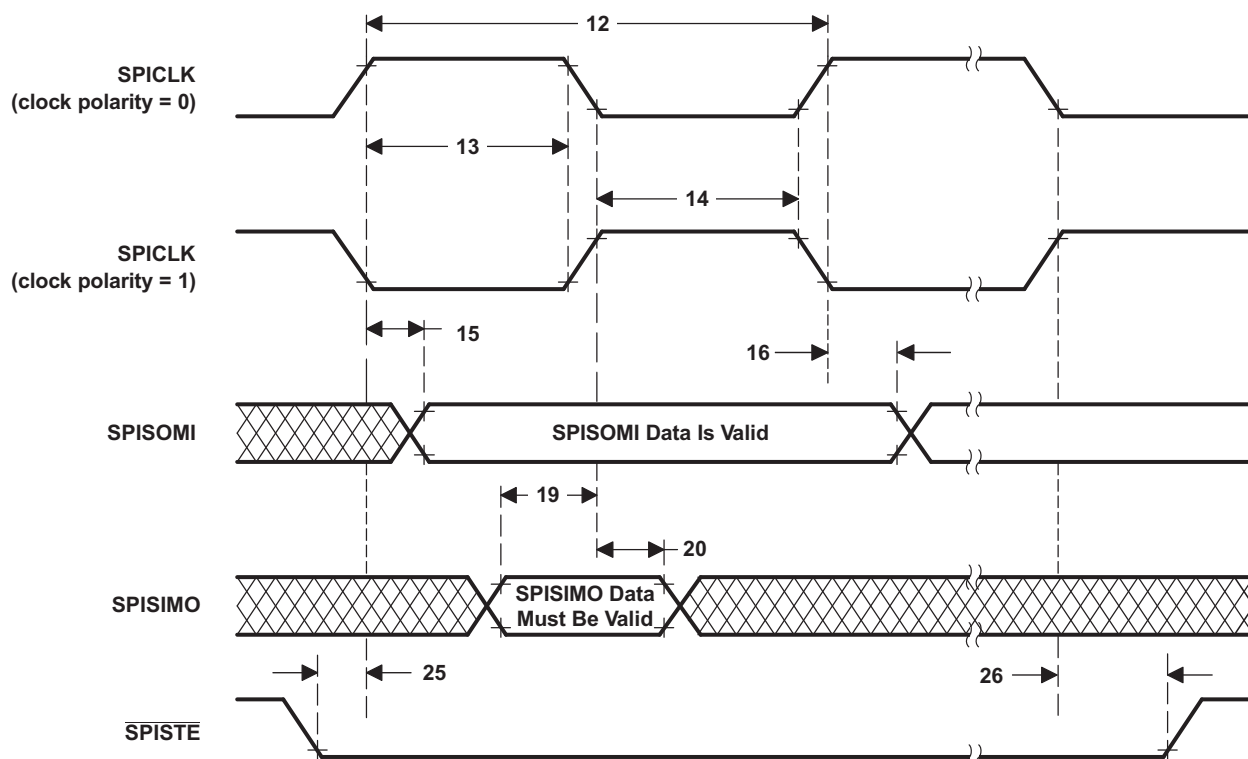 12
SPICLK
(clock polarity = 0)
13
14
SPICLK
(clock polarity = 1)
15
16
SPISOMI
SPISOMI Data Is Valid
19
20
SPISIMO
SPISIMO Data
Must Be Valid
25
26
SPISTE